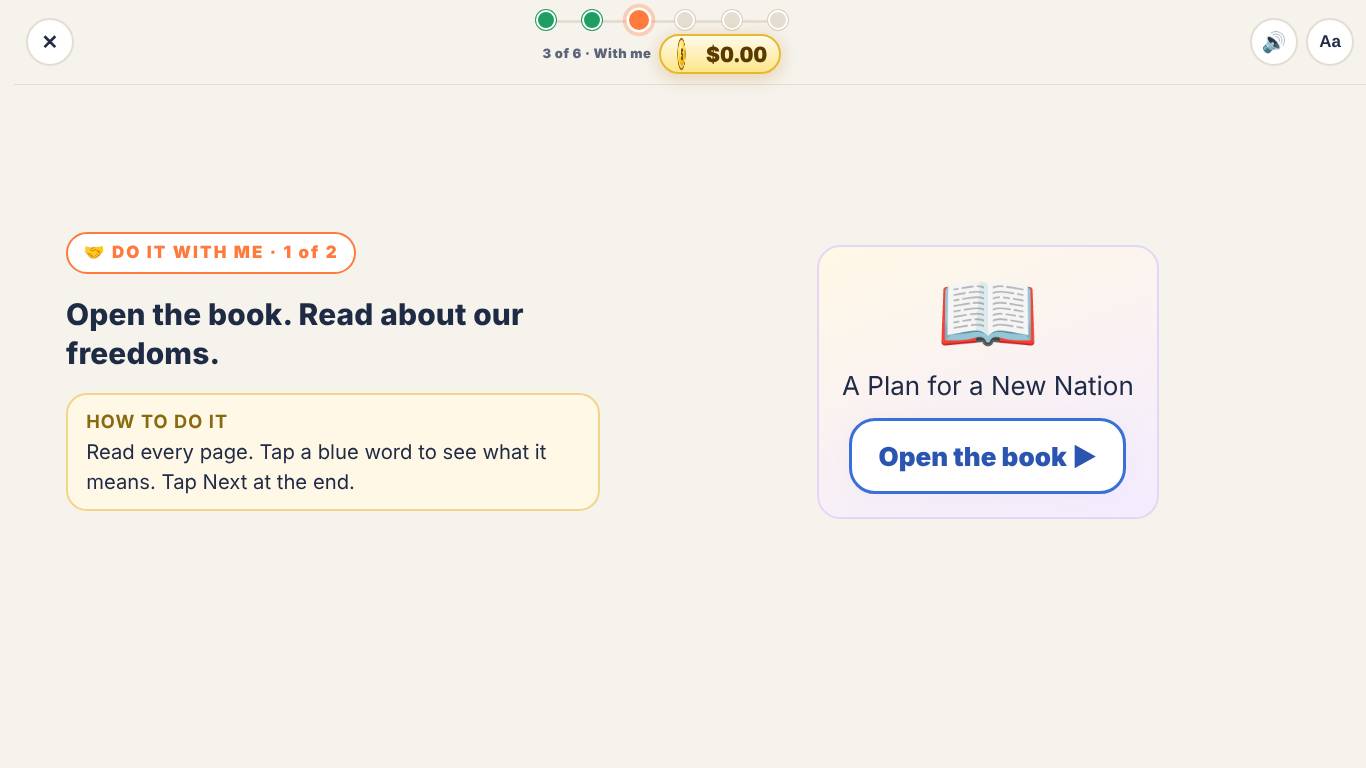 ✕
3 of 6 · With me
$0.00
🔊
Aa
🤝 DO IT WITH ME · 1 of 2
Open the book. Read about our
freedoms.
HOW TO DO IT
Read every page. Tap a blue word to see what it
means. Tap Next at the end.
📖
A Plan for a New Nation
Open the book ▶